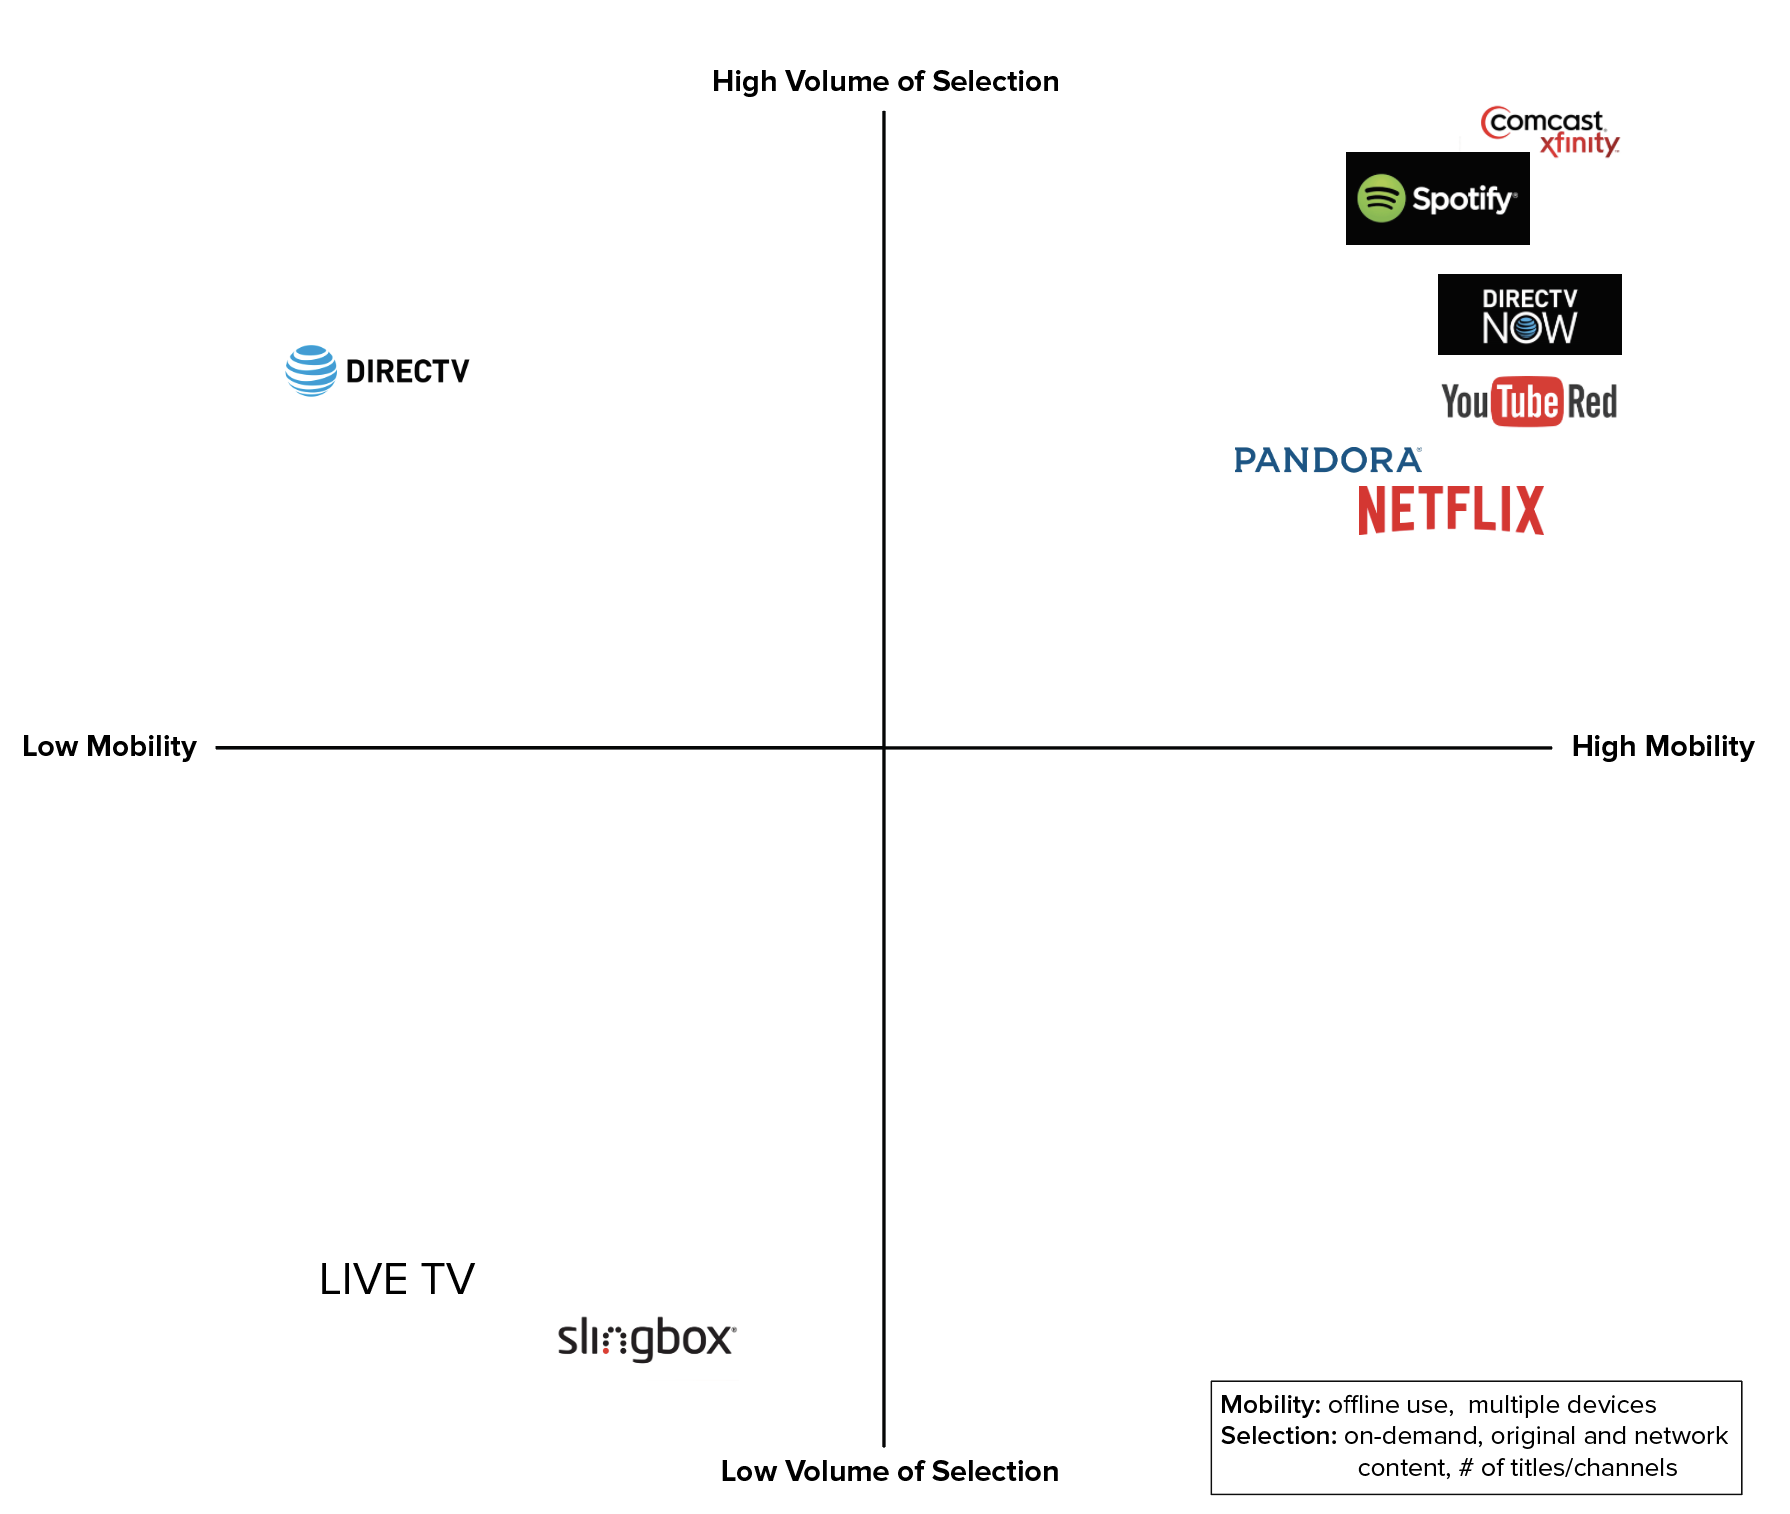 High Volume of Selection
comcast
xfinity
Spotify®
DIRECTV
NOW
DIRECTV
YouTube Red
PANDORA®
NETFLIX
Low Mobility
High Mobility
LIVE TV
slingbox®
Mobility: offline use,  multiple devices
Selection: on-demand, original and network
content, # of titles/channels
Low Volume of Selection